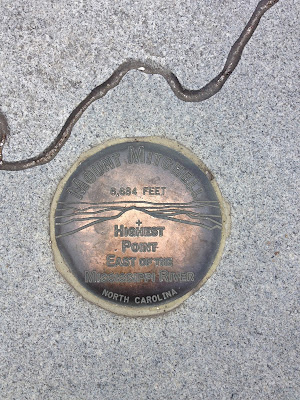 MOUNT MITCHELL
6,684 FEET
HIGHEST
POINT
EAST OF THE
MISSISSIPPI RIVER
NORTH CAROLINA